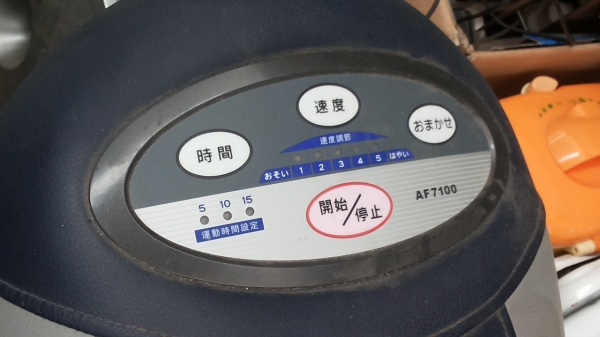 速度
おまかせ
時間
速度調節
おそい 1 2 3 4 5 はやい
5 10 15
運動時間設定
開始/停止
AF7100